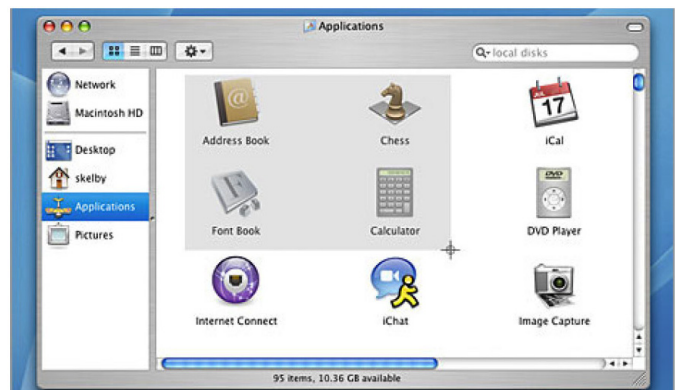 Applications
local disks
Network
Macintosh HD
Desktop
skelby
Applications
Pictures
@
Address Book
Chess
JUL
17
iCal
Font Book
Calculator
DVD
DVD Player
Internet Connect
iChat
Image Capture
95 items, 10.36 GB available